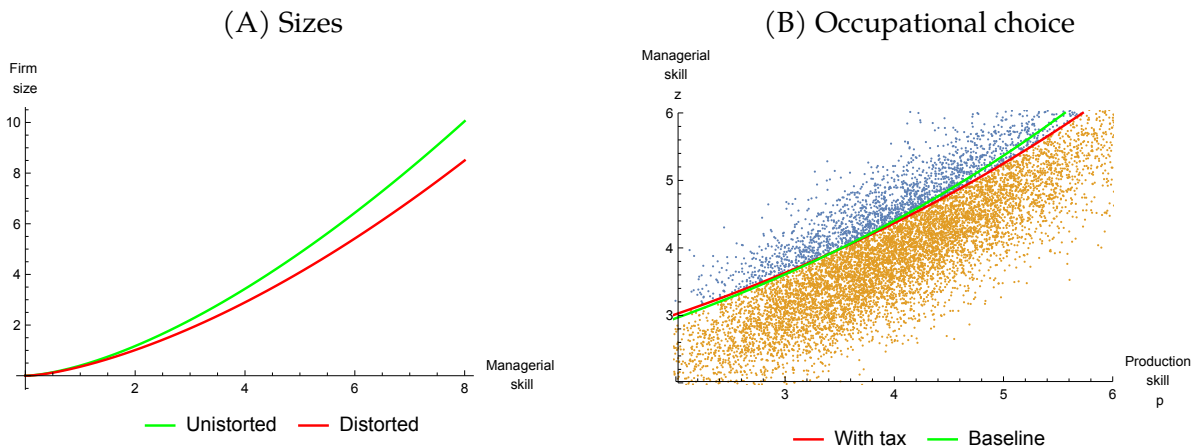 (A) Sizes
Firm
size
10
8
6
4
2
2
4
6
8
Managerial
skill
Unistorted
Distorted
(B) Occupational choice
Managerial
skill
z
6
5
4
3
3
4
5
6
Production
skill
p
With tax
Baseline